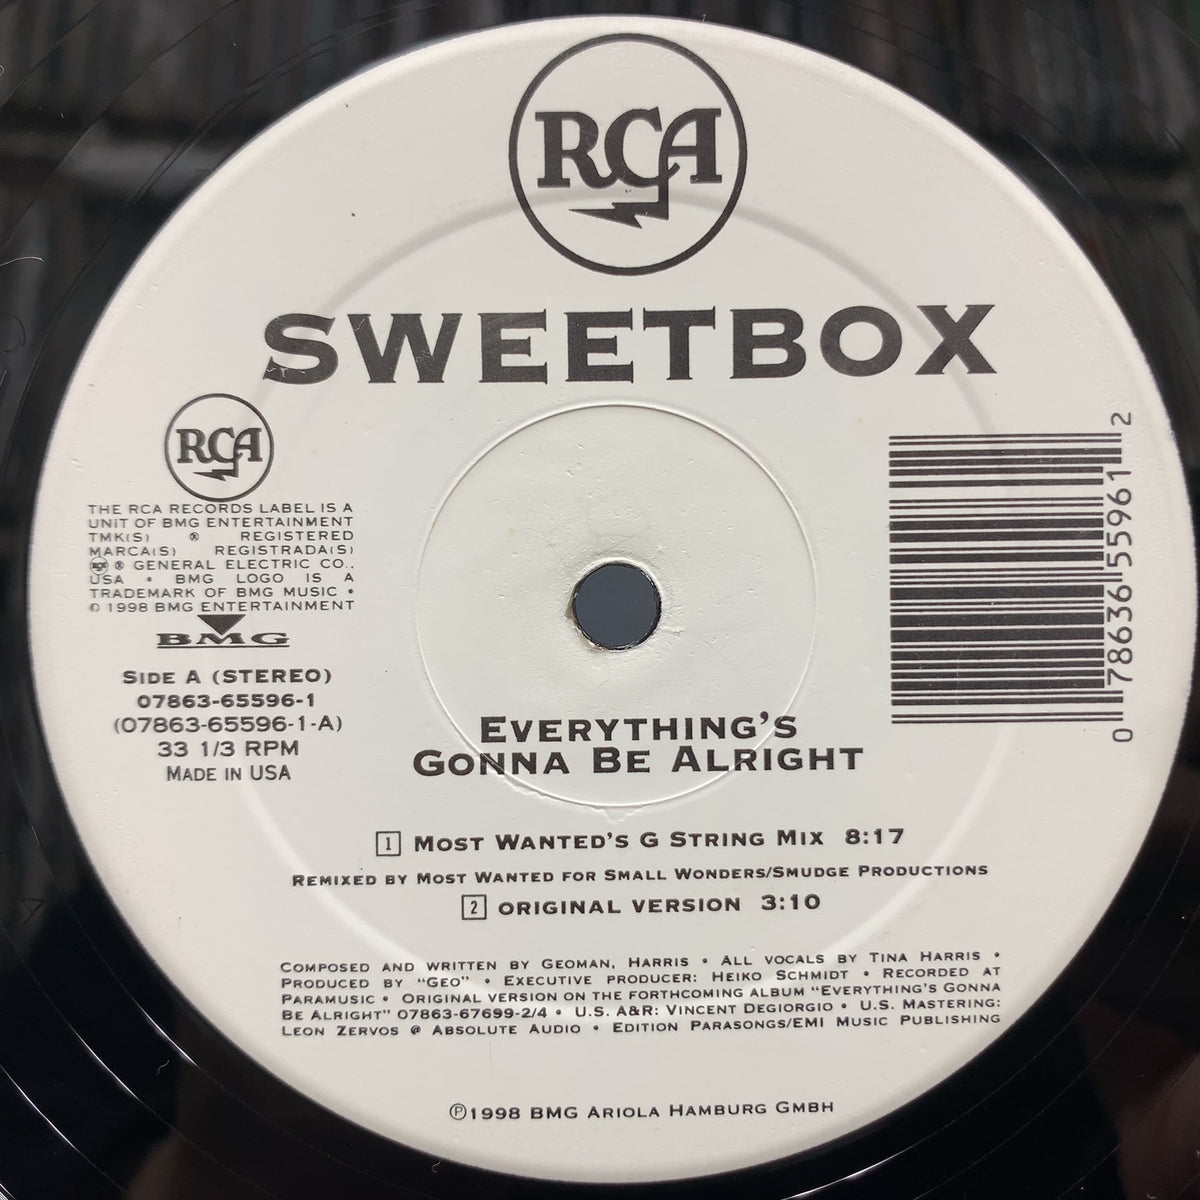 RCA
SWEETBOX
RCA
THE RCA RECORDS LABEL IS A
UNIT OF BMG ENTERTAINMENT
TMK(S) ® REGISTERED
MARCA(S) REGISTRADA(S)
RCA ® GENERAL ELECTRIC CO.,
USA • BMG LOGO IS A
TRADEMARK OF BMG MUSIC •
© 1998 BMG ENTERTAINMENT
BMG
SIDE A (STEREO)
07863-65596-1
(07863-65596-1-A)
33 1/3 RPM
MADE IN USA
0 78636 55961 2
EVERYTHING'S
GONNA BE ALRIGHT
1 MOST WANTED'S G STRING MIX 8:17
REMIXED BY MOST WANTED FOR SMALL WONDERS/SMUDGE PRODUCTIONS
2 ORIGINAL VERSION 3:10
COMPOSED AND WRITTEN BY GEOMAN, HARRIS • ALL VOCALS BY TINA HARRIS •
PRODUCED BY "GEO" • EXECUTIVE PRODUCER: HEIKO SCHMIDT • RECORDED AT
PARAMUSIC • ORIGINAL VERSION ON THE FORTHCOMING ALBUM "EVERYTHING'S GONNA
BE ALRIGHT" 07863-67699-2/4 • U.S. A&R: VINCENT DEGIORGIO • U.S. MASTERING:
LEON ZERVOS @ ABSOLUTE AUDIO • EDITION PARASONGS/EMI MUSIC PUBLISHING
℗1998 BMG ARIOLA HAMBURG GMBH